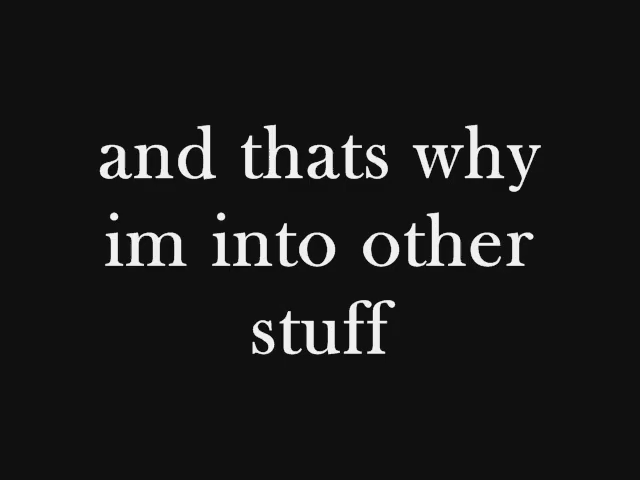 and thats why
im into other
stuff